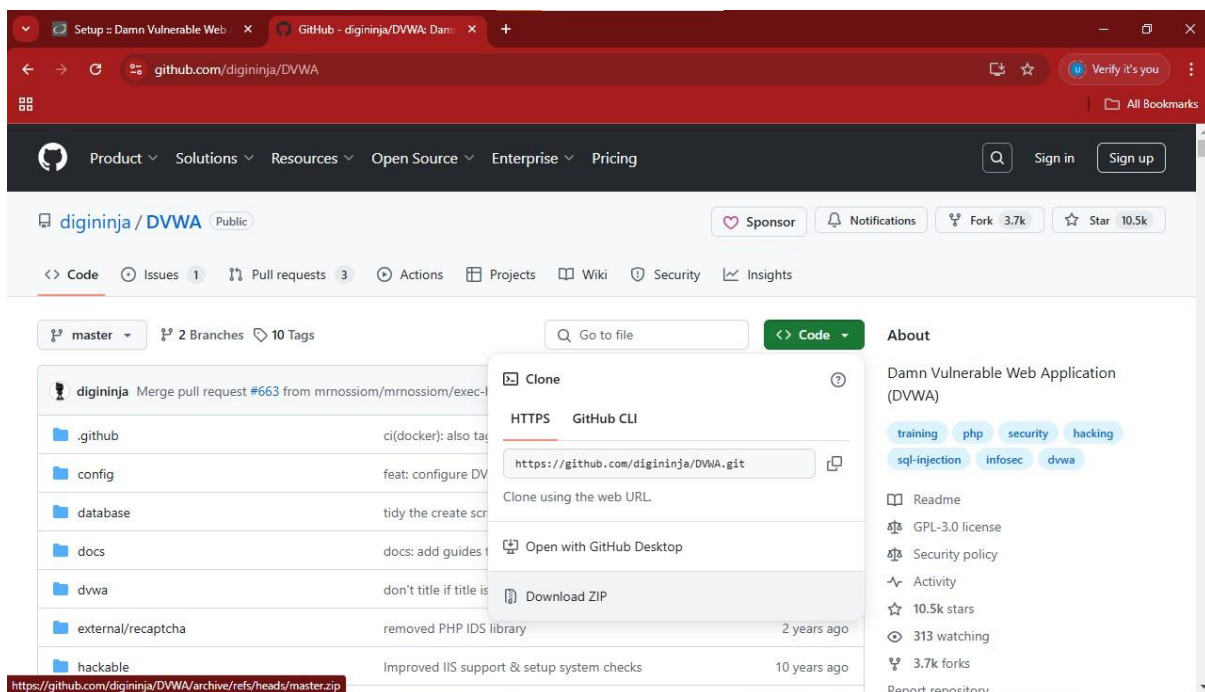 Setup :: Damn Vulnerable Web A
GitHub - digininja/DVWA: Dam
github.com/digininja/DVWA
Verify it's you
All Bookmarks
Product Solutions Resources Open Source Enterprise Pricing
Sign in Sign up
digininja / DVWA Public
Sponsor Notifications Fork 3.7k Star 10.5k
<> Code Issues 1 Pull requests 3 Actions Projects Wiki Security Insights
master 2 Branches 10 Tags Go to file <> Code
digininja Merge pull request #663 from mrnossiom/mrnossiom/exec-
.github ci(docker): also tag
config feat: configure DV
database tidy the create scr
docs docs: add guides
dvwa don't title if title is
external/recaptcha removed PHP IDS library 2 years ago
hackable Improved IIS support & setup system checks 10 years ago
Clone
HTTPS GitHub CLI
https://github.com/digininja/DVWA.git
Clone using the web URL.
Open with GitHub Desktop
Download ZIP
About
Damn Vulnerable Web Application
(DVWA)
training php security hacking
sql-injection infosec dvwa
Readme
GPL-3.0 license
Security policy
Activity
10.5k stars
313 watching
3.7k forks
Report repository
https://github.com/digininja/DVWA/archive/refs/heads/master.zip